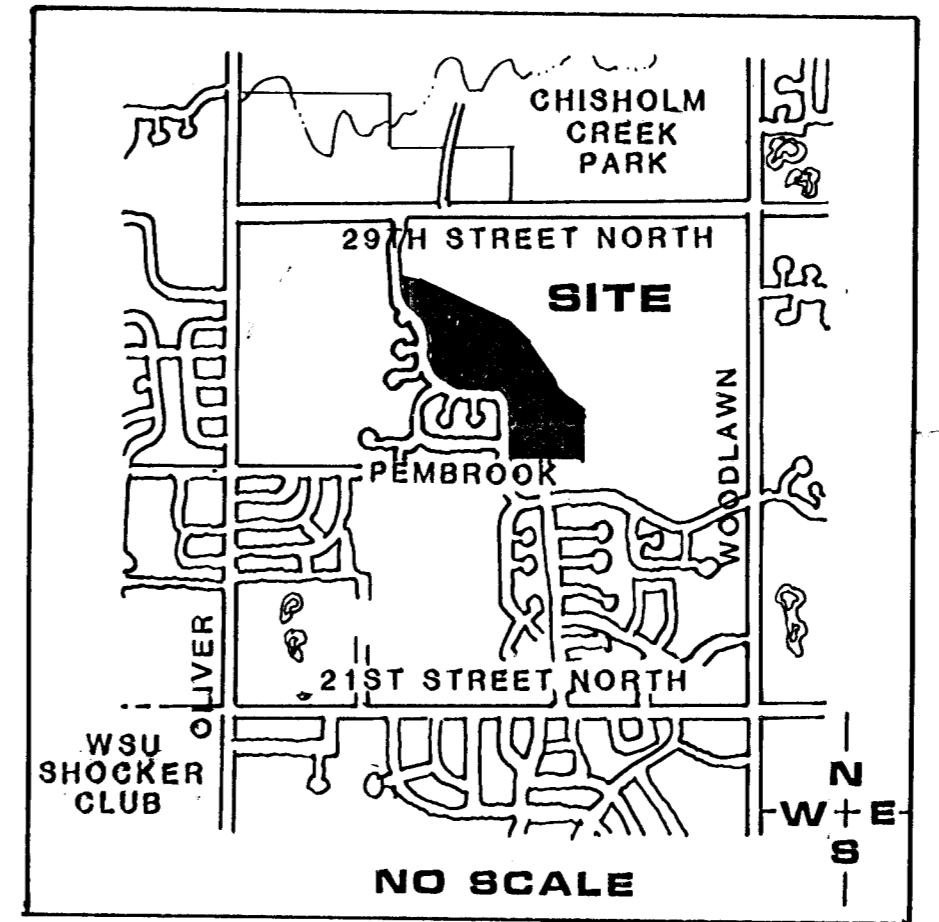 CHISHOLM
CREEK
PARK
29TH STREET NORTH
SITE
WOODLAWN
PEMBROOK
OLIVER
21ST STREET NORTH
WSU
SHOCKER
CLUB
N
W E
S
NO SCALE